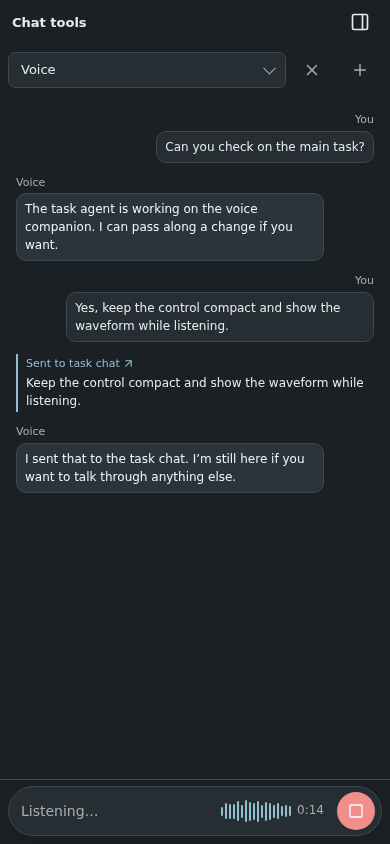 Chat tools
Voice
You
Can you check on the main task?
Voice
The task agent is working on the voice
companion. I can pass along a change if you
want.
You
Yes, keep the control compact and show the
waveform while listening.
Sent to task chat
Keep the control compact and show the waveform while
listening.
Voice
I sent that to the task chat. I’m still here if you
want to talk through anything else.
Listening… 0:14